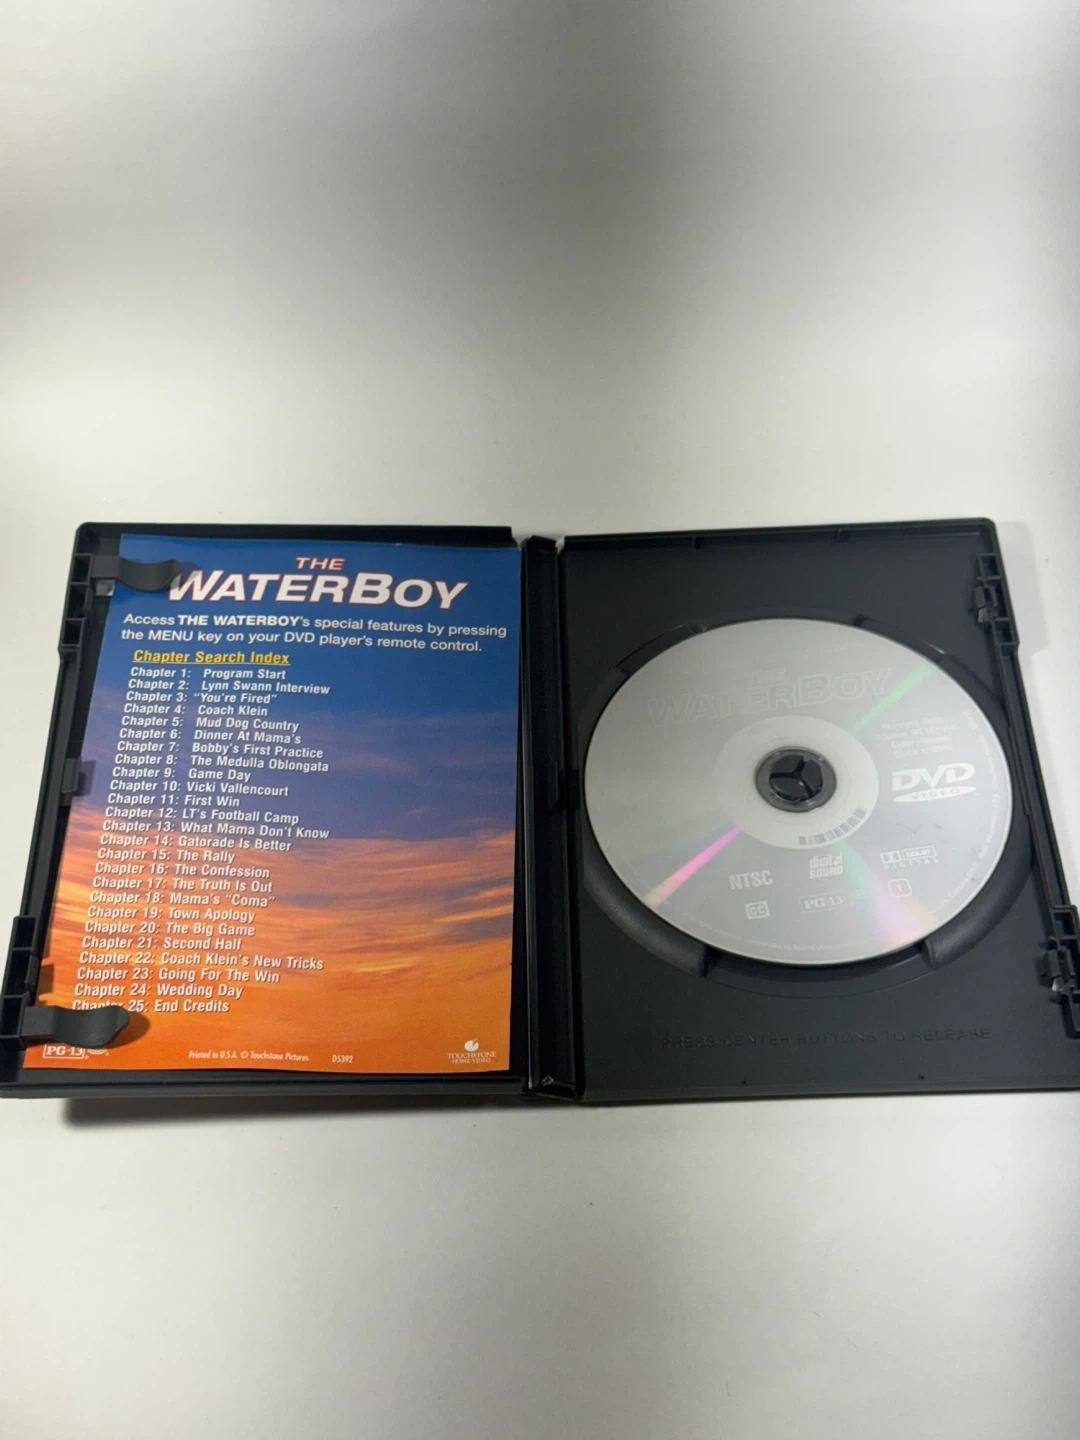 THE
WATERBOY
Access THE WATERBOY's special features by pressing
the MENU key on your DVD player's remote control.
Chapter Search Index
Chapter 1: Program Start
Chapter 2: Lynn Swann Interview
Chapter 3: "You're Fired"
Chapter 4: Coach Klein
Chapter 5: Mud Dog Country
Chapter 6: Dinner At Mama's
Chapter 7: Bobby's First Practice
Chapter 8: The Medulla Oblongata
Chapter 9: Game Day
Chapter 10: Vicki Vallencourt
Chapter 11: First Win
Chapter 12: LT's Football Camp
Chapter 13: What Mama Don't Know
Chapter 14: Gatorade Is Better
Chapter 15: The Rally
Chapter 16: The Confession
Chapter 17: The Truth Is Out
Chapter 18: Mama's "Coma"
Chapter 19: Town Apology
Chapter 20: The Big Game
Chapter 21: Second Half
Chapter 22: Coach Klein's New Tricks
Chapter 23: Going For The Win
Chapter 24: Wedding Day
Chapter 25: End Credits
PG-13
Printed in U.S.A. © Touchstone Pictures. D5392
TOUCHSTONE
HOME VIDEO
THE
WATERBOY
DVD
VIDEO
NTSC
digital
SOUND
DOLBY
DIGITAL
CC
PG-13
1
PRESS CENTER BUTTONS TO RELEASE